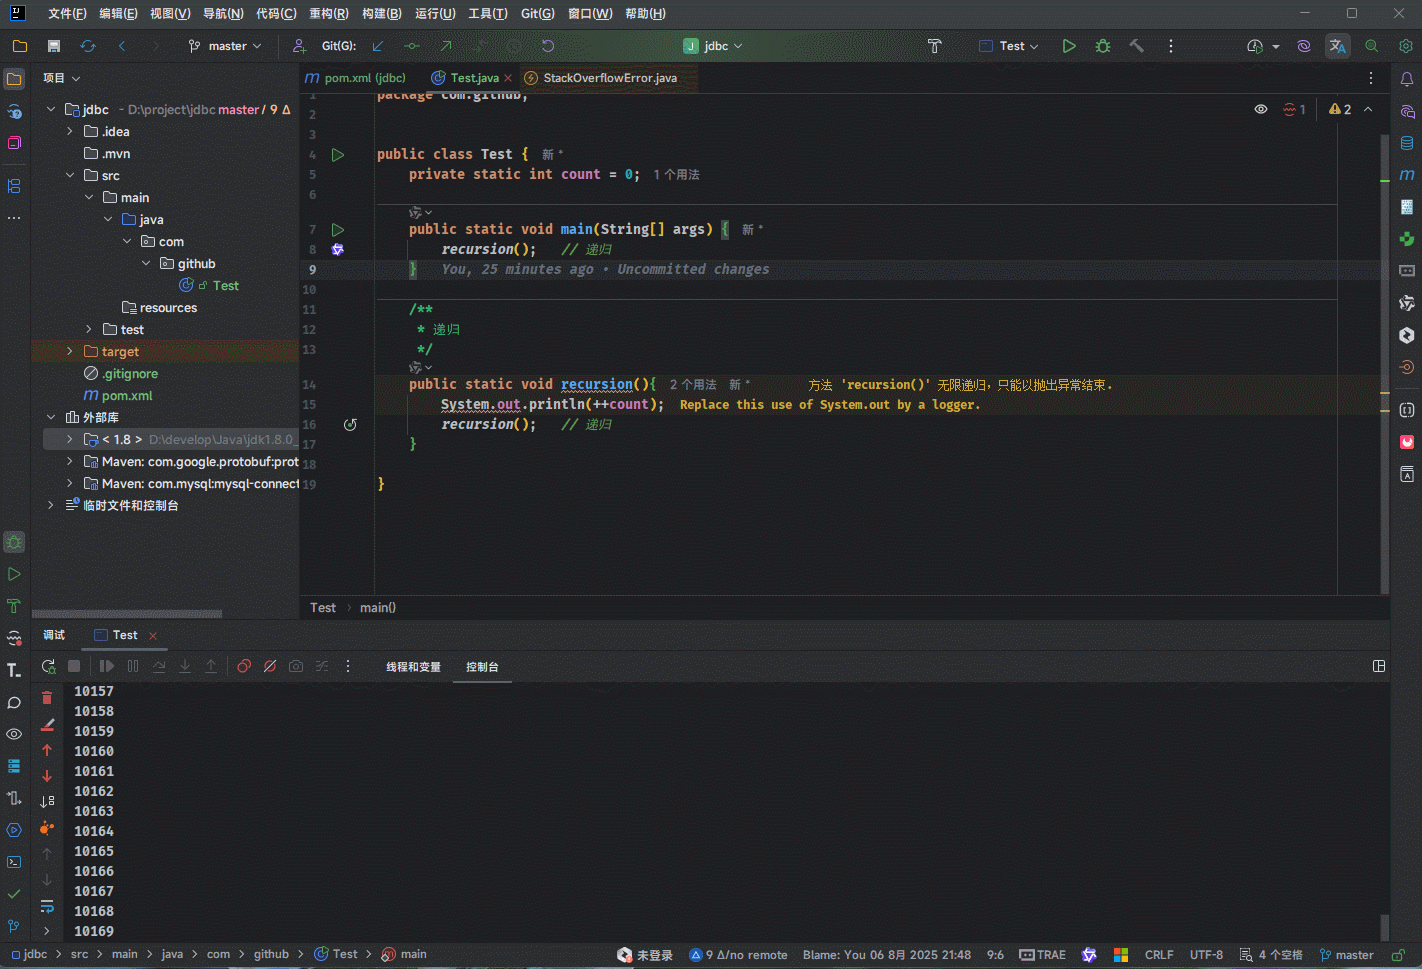 文件(F) 编辑(E) 视图(V) 导航(N) 代码(C) 重构(R) 构建(B) 运行(U) 工具(T) Git(G) 窗口(W) 帮助(H)
master Git(G): J jdbc Test
项目
pom.xml (jdbc) Test.java StackOverflowError.java
jdbc - D:\project\jdbc master / 9 Δ
.idea
.mvn
src
main
java
com
github
Test
resources
test
target
.gitignore
pom.xml
外部库
< 1.8 > D:\develop\Java\jdk1.8.0_
Maven: com.google.protobuf:prot
Maven: com.mysql:mysql-connect
临时文件和控制台
1 package com.github;
1 2
2
3
4 public class Test { 新 *
5 private static int count = 0; 1 个用法
6
7 public static void main(String[] args) { 新 *
8 recursion(); // 递归
9 } You, 25 minutes ago • Uncommitted changes
10
11 /**
12 * 递归
13 */
14 public static void recursion(){ 2 个用法 新 * 方法 'recursion()' 无限递归，只能以抛出异常结束.
15 System.out.println(++count); Replace this use of System.out by a logger.
16 recursion(); // 递归
17 }
18
19 }
Test > main()
调试 Test
线程和变量 控制台
10157
10158
10159
10160
10161
10162
10163
10164
10165
10166
10167
10168
10169
jdbc > src > main > java > com > github > Test > main 未登录 9 Δ/no remote Blame: You 06 8月 2025 21:48 9:6 TRAE CRLF UTF-8 4 个空格 master